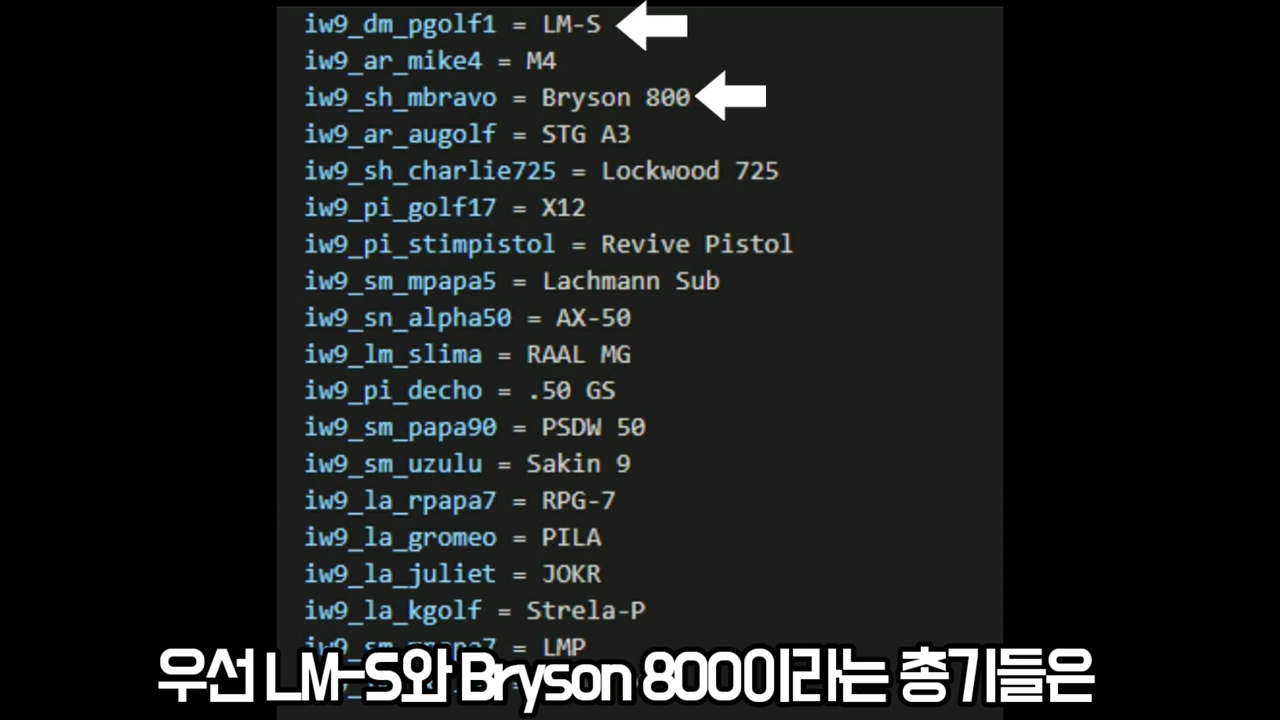 iw9_dm_pgolf1 = LM-S
iw9_ar_mike4 = M4
iw9_sh_mbravo = Bryson 800
iw9_ar_augolf = STG A3
iw9_sh_charlie725 = Lockwood 725
iw9_pi_golf17 = X12
iw9_pi_stimpistol = Revive Pistol
iw9_sm_mpapa5 = Lachmann Sub
iw9_sn_alpha50 = AX-50
iw9_lm_slima = RAAL MG
iw9_pi_decho = .50 GS
iw9_sm_papa90 = PSDW 50
iw9_sm_uzulu = Sakin 9
iw9_la_rpapa7 = RPG-7
iw9_la_gromeo = PILA
iw9_la_juliet = JOKR
iw9_la_kgolf = Strela-P
= LMP
우선 LM-S와 Bryson 800이라는 총기들은